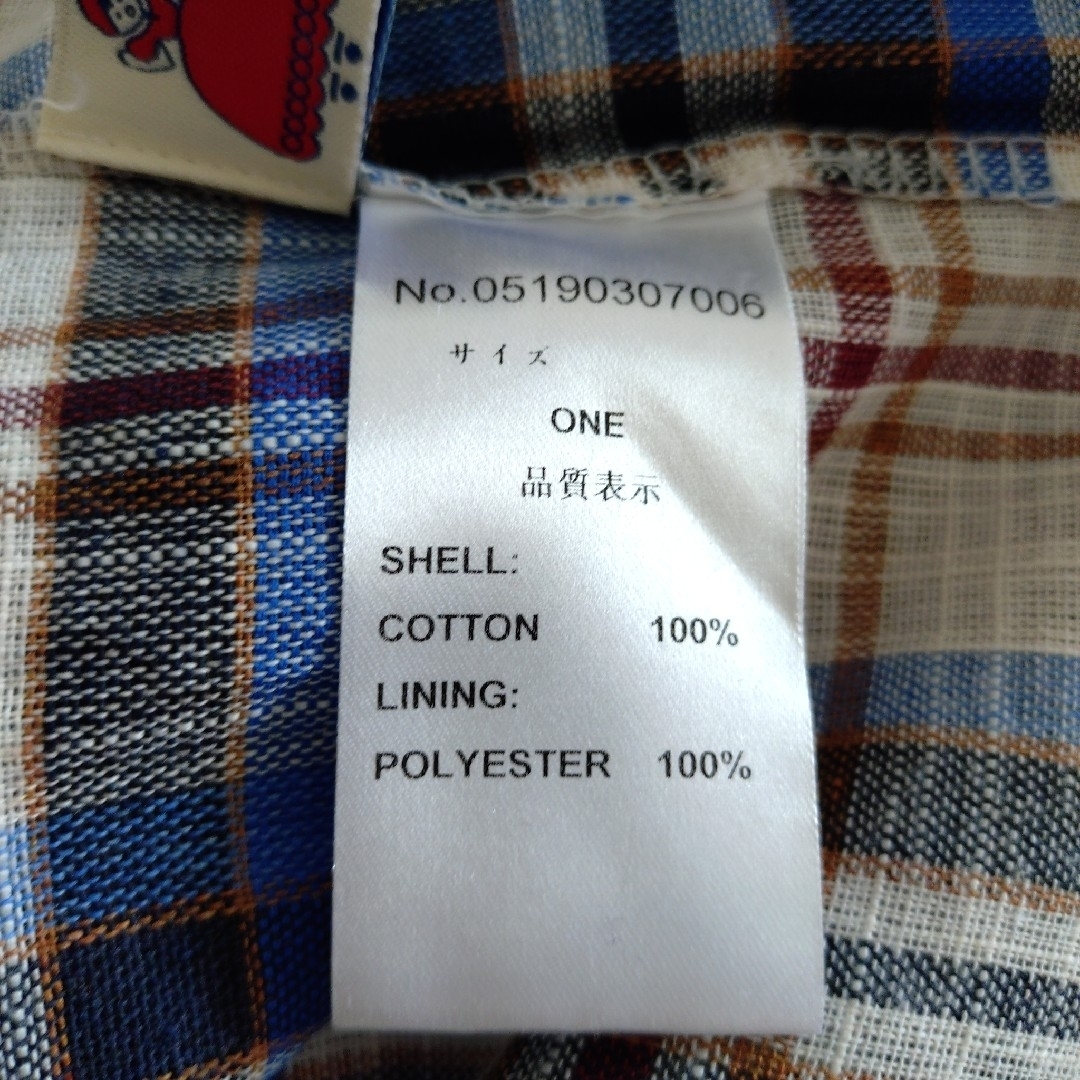 No.05190307006
サイズ
ONE
品質表示
SHELL:
COTTON 100%
LINING:
POLYESTER 100%